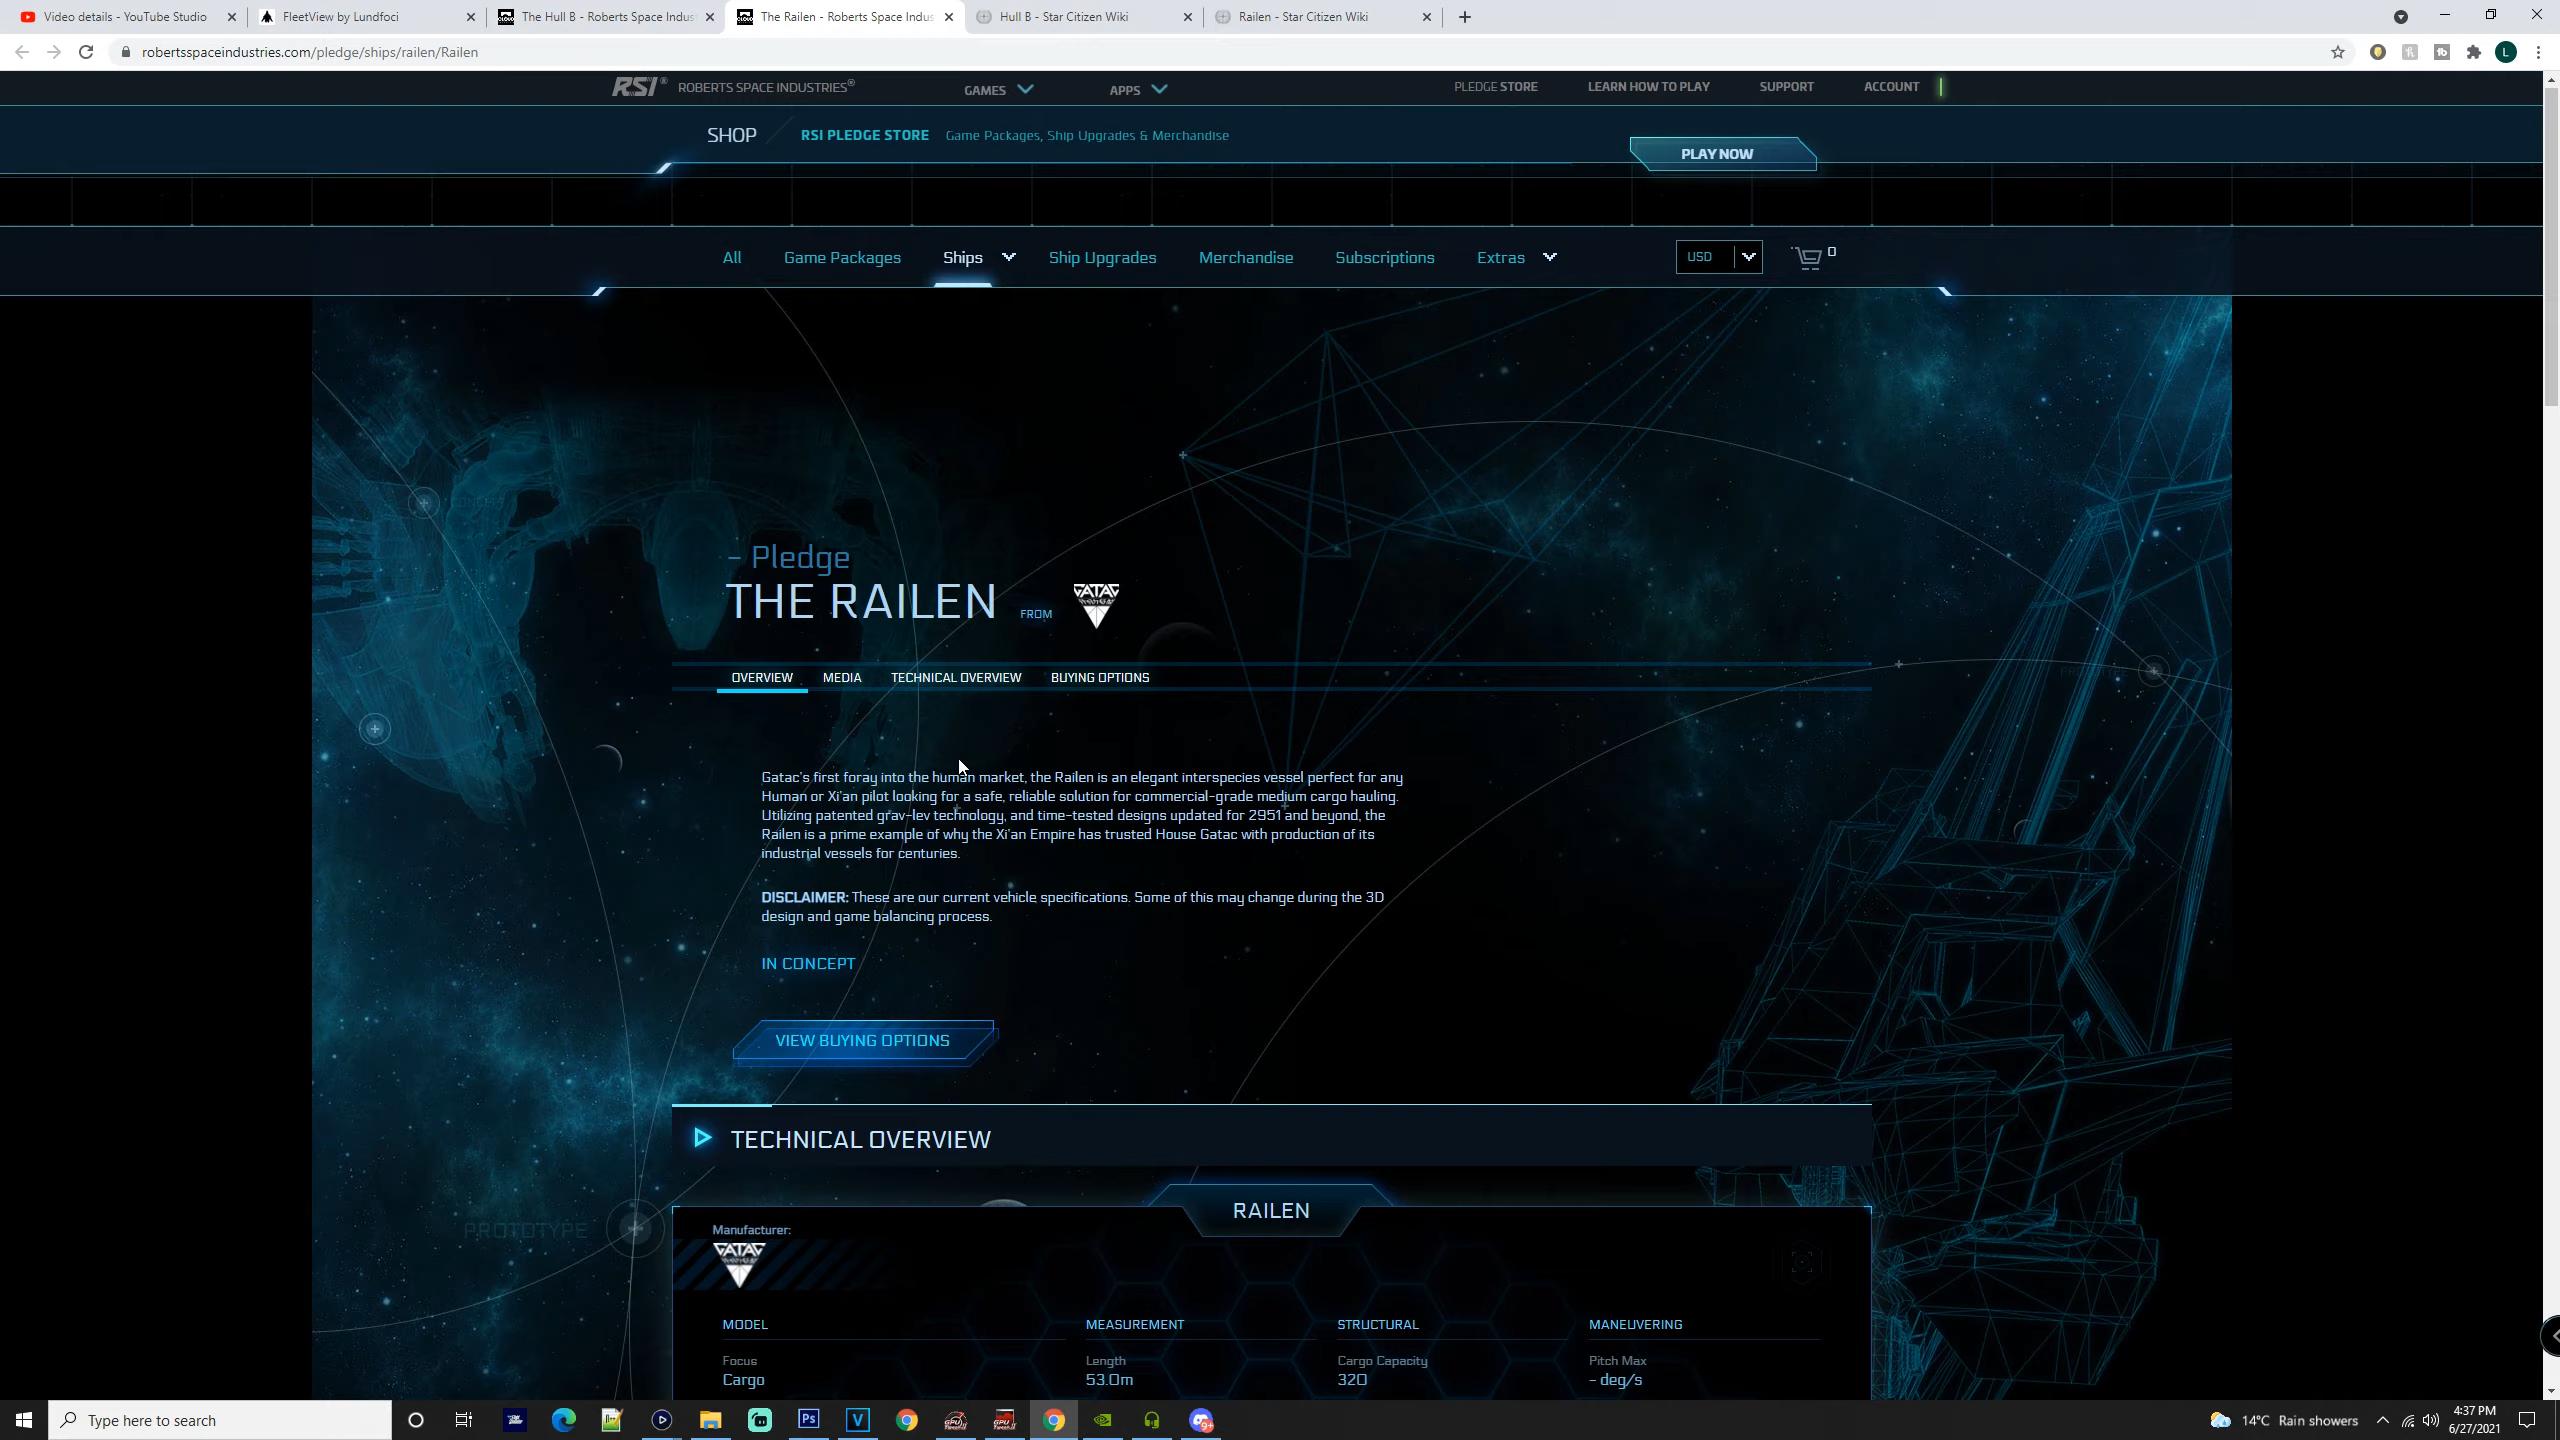 Video details - YouTube Studio
FleetView by Lundfoci
The Hull B - Roberts Space Indus
The Railen - Roberts Space Indus
Hull B - Star Citizen Wiki
Railen - Star Citizen Wiki
robertsspaceindustries.com/pledge/ships/railen/Railen
L
RSI ® ROBERTS SPACE INDUSTRIES®
GAMES
APPS
PLEDGE STORE
LEARN HOW TO PLAY
SUPPORT
ACCOUNT
SHOP
RSI PLEDGE STORE Game Packages, Ship Upgrades & Merchandise
PLAY NOW
All
Game Packages
Ships
Ship Upgrades
Merchandise
Subscriptions
Extras
USD
0
- Pledge
THE RAILEN FROM GATAC
OVERVIEW
MEDIA
TECHNICAL OVERVIEW
BUYING OPTIONS
Gatac's first foray into the human market, the Railen is an elegant interspecies vessel perfect for any
Human or Xi'an pilot looking for a safe, reliable solution for commercial-grade medium cargo hauling.
Utilizing patented grav-lev technology, and time-tested designs updated for 2951 and beyond, the
Railen is a prime example of why the Xi'an Empire has trusted House Gatac with production of its
industrial vessels for centuries.
DISCLAIMER: These are our current vehicle specifications. Some of this may change during the 3D
design and game balancing process.
IN CONCEPT
VIEW BUYING OPTIONS
TECHNICAL OVERVIEW
PROTOTYPE
RAILEN
Manufacturer:
GATAC
MODEL
MEASUREMENT
STRUCTURAL
MANEUVERING
Focus
Length
Cargo Capacity
Pitch Max
Cargo
53.0m
320
- deg/s
Type here to search
Ps
V
9+
14°C Rain showers
4:37 PM
6/27/2021